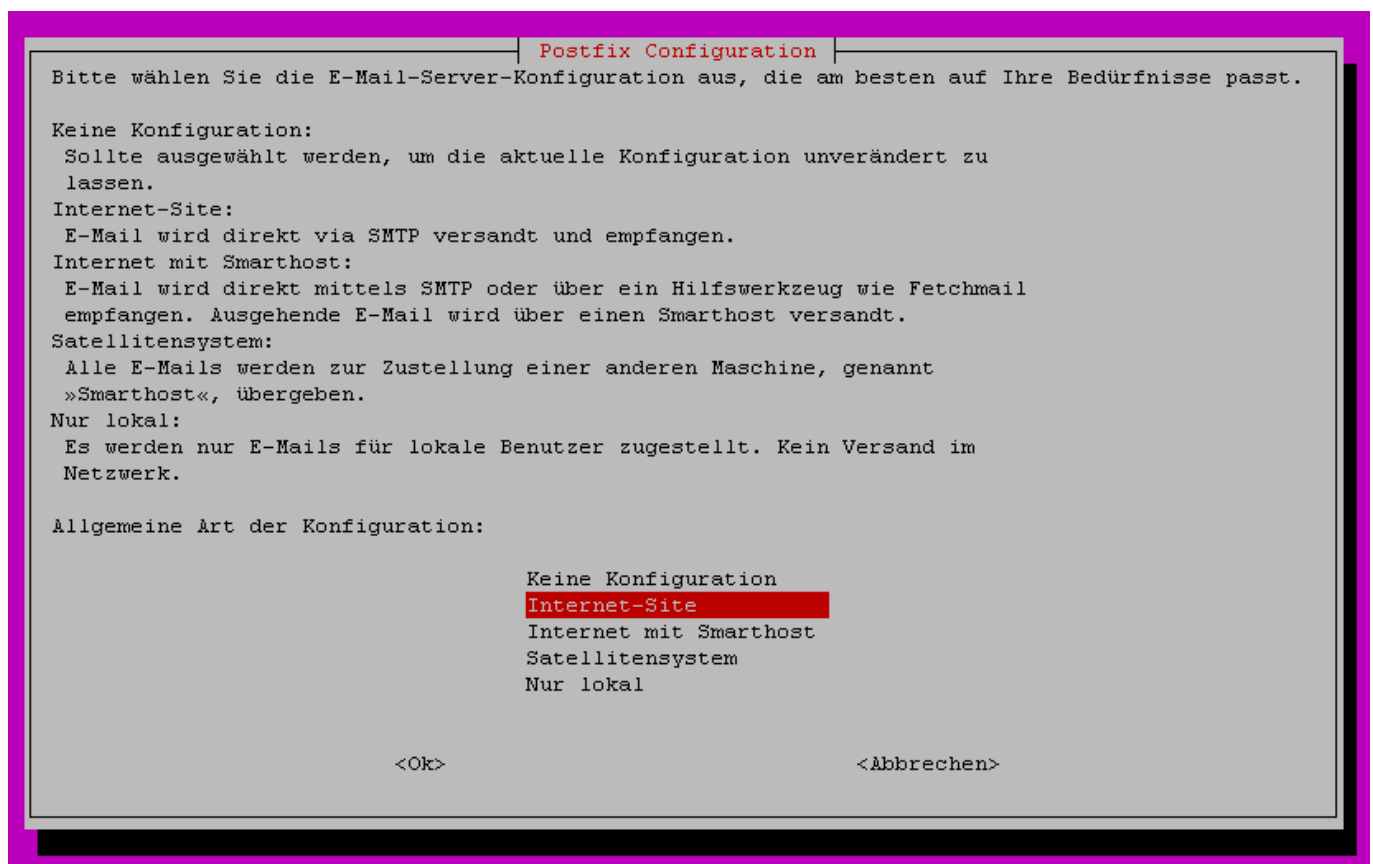 Postfix Configuration
Bitte wählen Sie die E-Mail-Server-Konfiguration aus, die am besten auf Ihre Bedürfnisse passt.
Keine Konfiguration:
Sollte ausgewählt werden, um die aktuelle Konfiguration unverändert zu
lassen.
Internet-Site:
E-Mail wird direkt via SMTP versandt und empfangen.
Internet mit Smarthost:
E-Mail wird direkt mittels SMTP oder über ein Hilfswerkzeug wie Fetchmail
empfangen. Ausgehende E-Mail wird über einen Smarthost versandt.
Satellitensystem:
Alle E-Mails werden zur Zustellung einer anderen Maschine, genannt
»Smarthost«, übergeben.
Nur lokal:
Es werden nur E-Mails für lokale Benutzer zugestellt. Kein Versand im
Netzwerk.
Allgemeine Art der Konfiguration:
Keine Konfiguration
Internet-Site
Internet mit Smarthost
Satellitensystem
Nur lokal
<Ok> <Abbrechen>